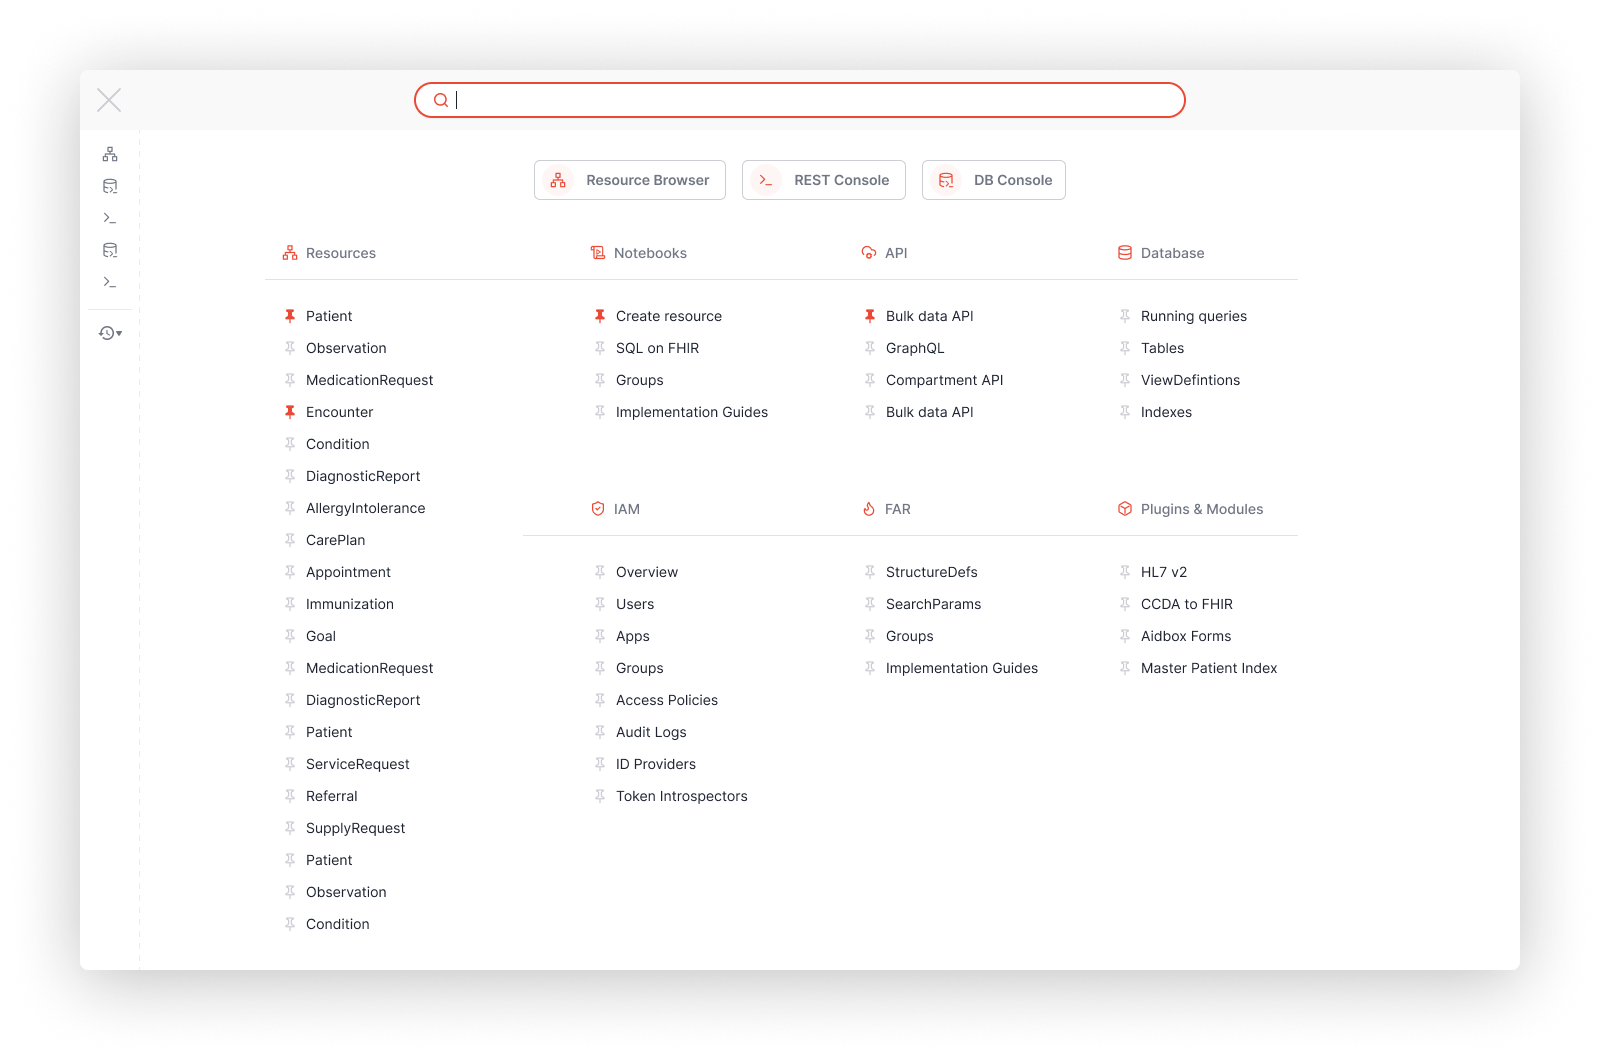 Resource Browser
REST Console
DB Console
Resources
Patient
Observation
MedicationRequest
Encounter
Condition
DiagnosticReport
AllergyIntolerance
CarePlan
Appointment
Immunization
Goal
MedicationRequest
DiagnosticReport
Patient
ServiceRequest
Referral
SupplyRequest
Patient
Observation
Condition
Notebooks
Create resource
SQL on FHIR
Groups
Implementation Guides
API
Bulk data API
GraphQL
Compartment API
Bulk data API
Database
Running queries
Tables
ViewDefintions
Indexes
IAM
Overview
Users
Apps
Groups
Access Policies
Audit Logs
ID Providers
Token Introspectors
FAR
StructureDefs
SearchParams
Groups
Implementation Guides
Plugins & Modules
HL7 v2
CCDA to FHIR
Aidbox Forms
Master Patient Index